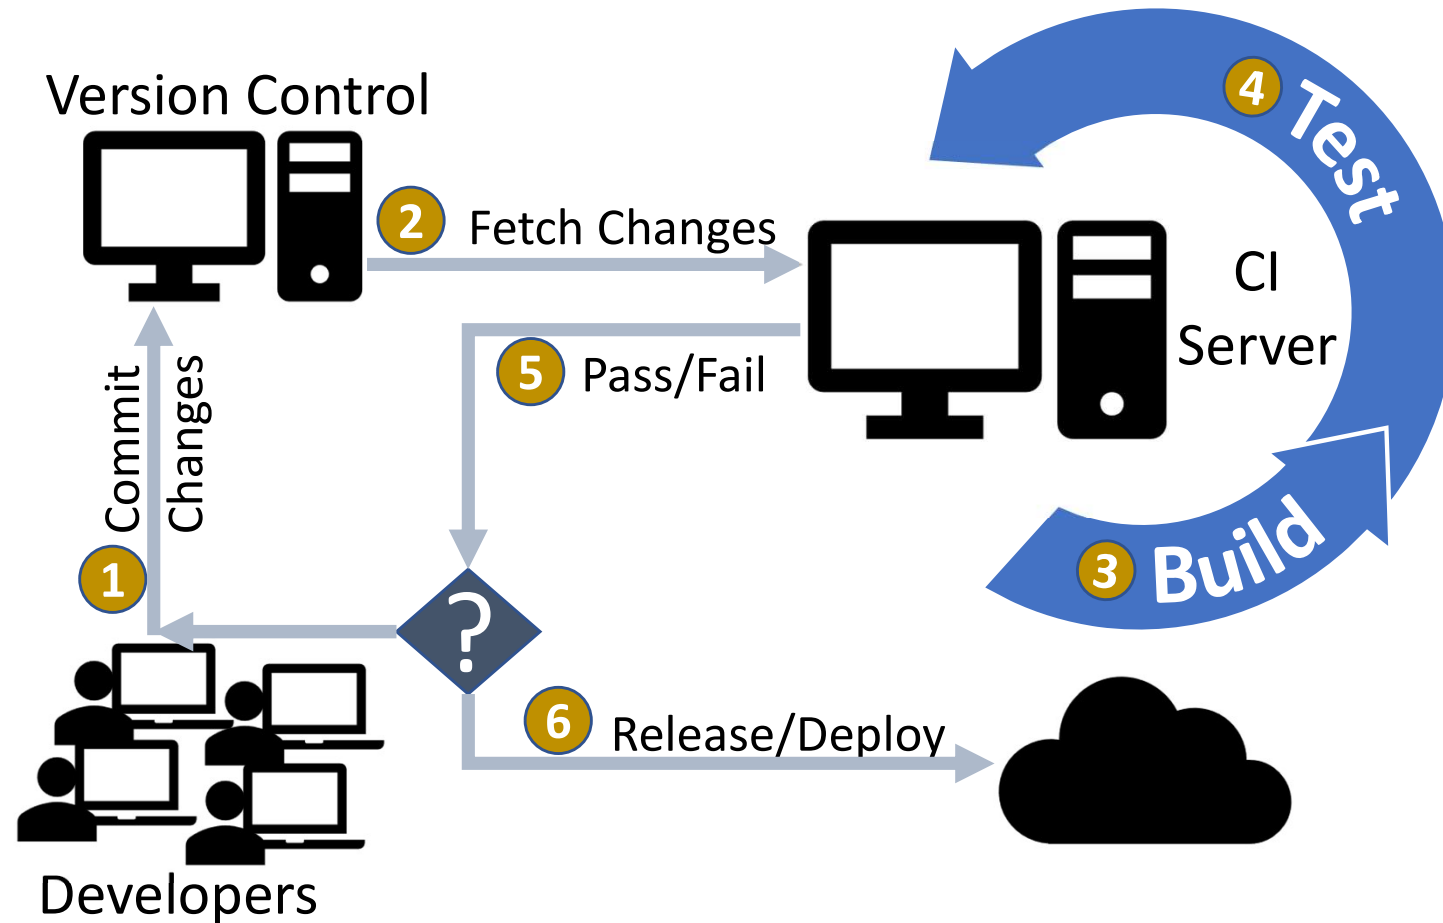 Version Control
2 Fetch Changes
4 Test
CI
Server
5 Pass/Fail
Commit
Changes
1
3 Build
?
6 Release/Deploy
Developers